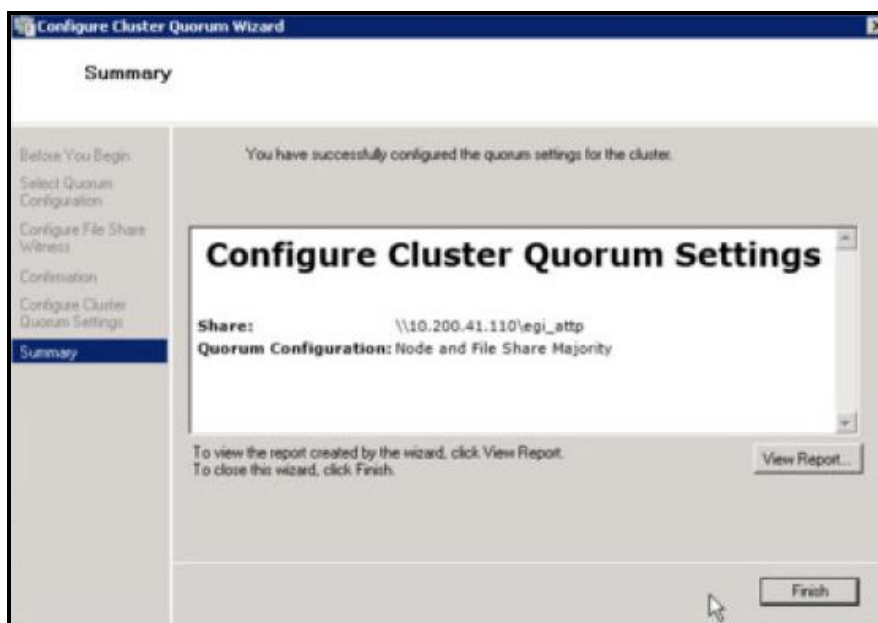 Configure Cluster Quorum Wizard
Summary
Before You Begin
Select Quorum
Configuration
Configure File Share
Witness
Confirmation
Configure Cluster
Quorum Settings
Summary
You have successfully configured the quorum settings for the cluster.
Configure Cluster Quorum Settings
Share: \\10.200.41.110\egi_attp
Quorum Configuration: Node and File Share Majority
To view the report created by the wizard, click View Report.
To close this wizard, click Finish.
View Report...
Finish